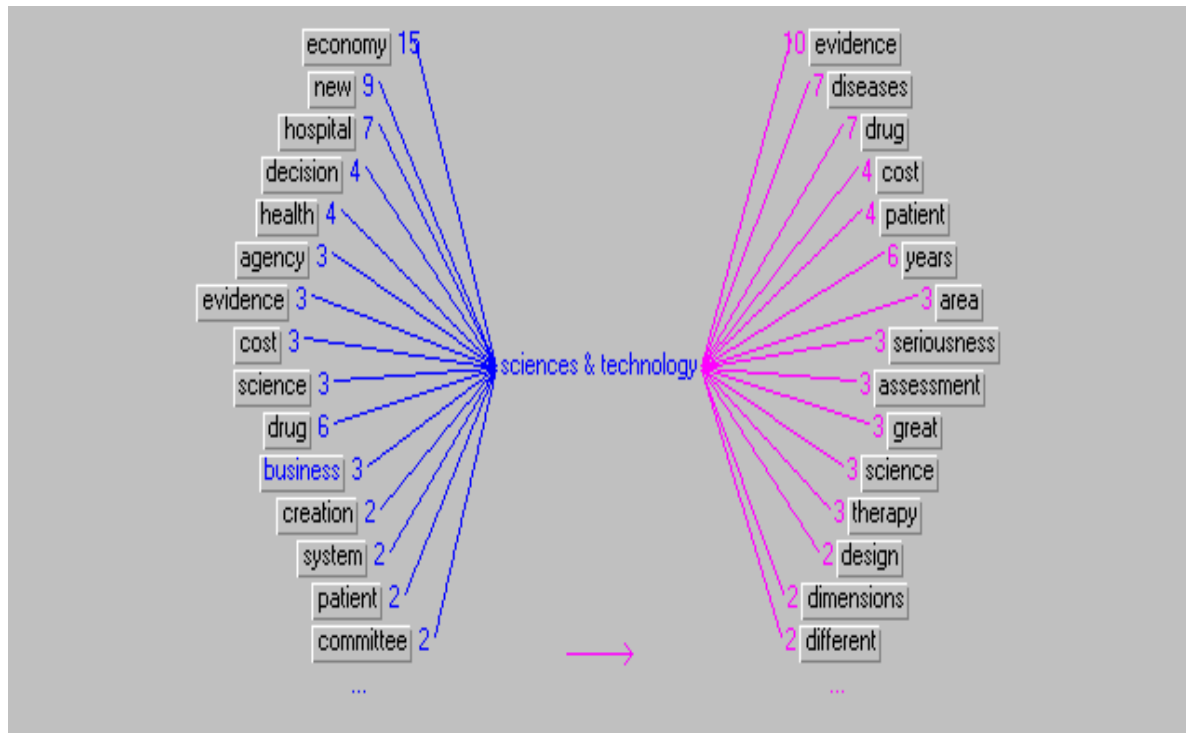 economy 15
new 9
hospital 7
decision 4
health 4
agency 3
evidence 3
cost 3
science 3
drug 6
business 3
creation 2
system 2
patient 2
committee 2
...
sciences & technology
10 evidence
7 diseases
7 drug
4 cost
4 patient
6 years
3 area
3 seriousness
3 assessment
3 great
3 science
3 therapy
2 design
2 dimensions
2 different
...